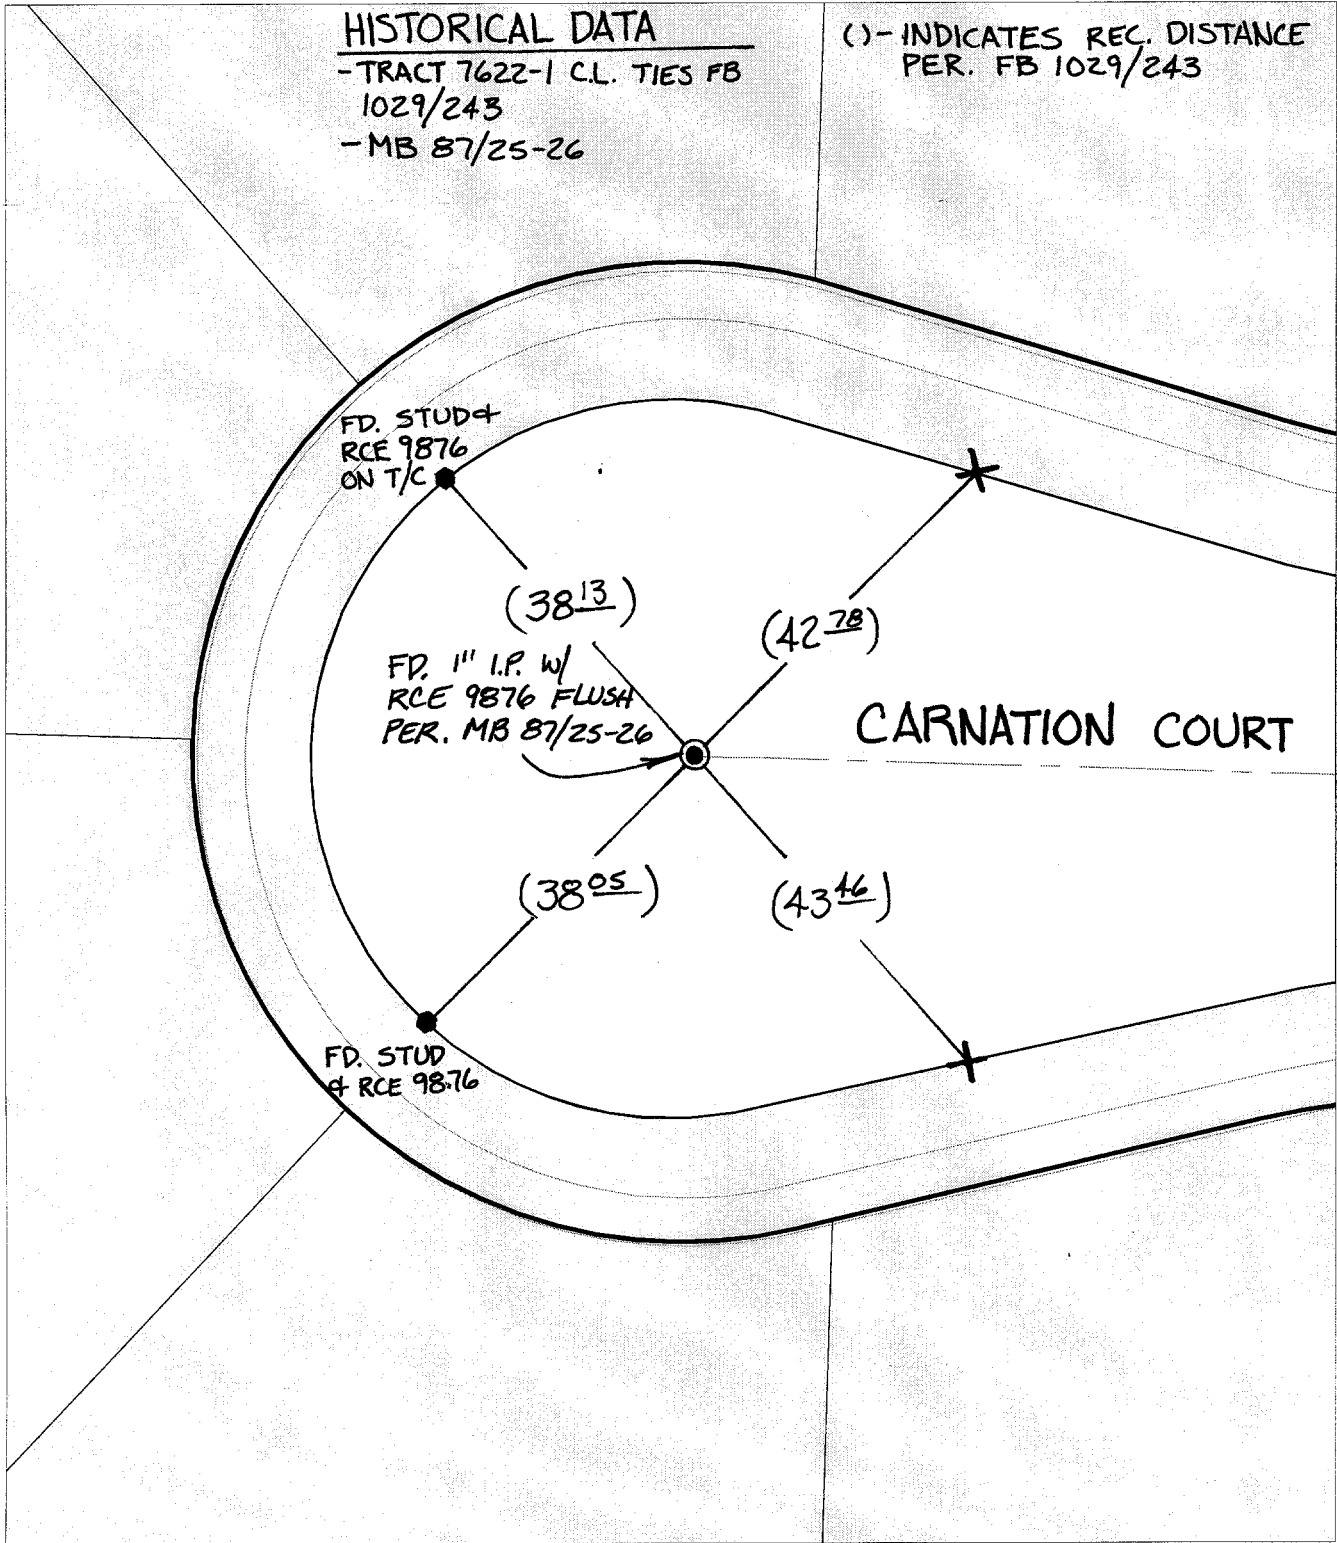 HISTORICAL DATA
- TRACT 7622-1 C.L. TIES FB
1029/243
- MB 87/25-26
( ) - INDICATES REC. DISTANCE
PER. FB 1029/243
FD. STUD &
RCE 9876
ON T/C
(38 13)
(42 78)
FD. 1" I.P. W/
RCE 9876 FLUSH
PER. MB 87/25-26
CARNATION COURT
(38 05)
(43 46)
FD. STUD
& RCE 9876